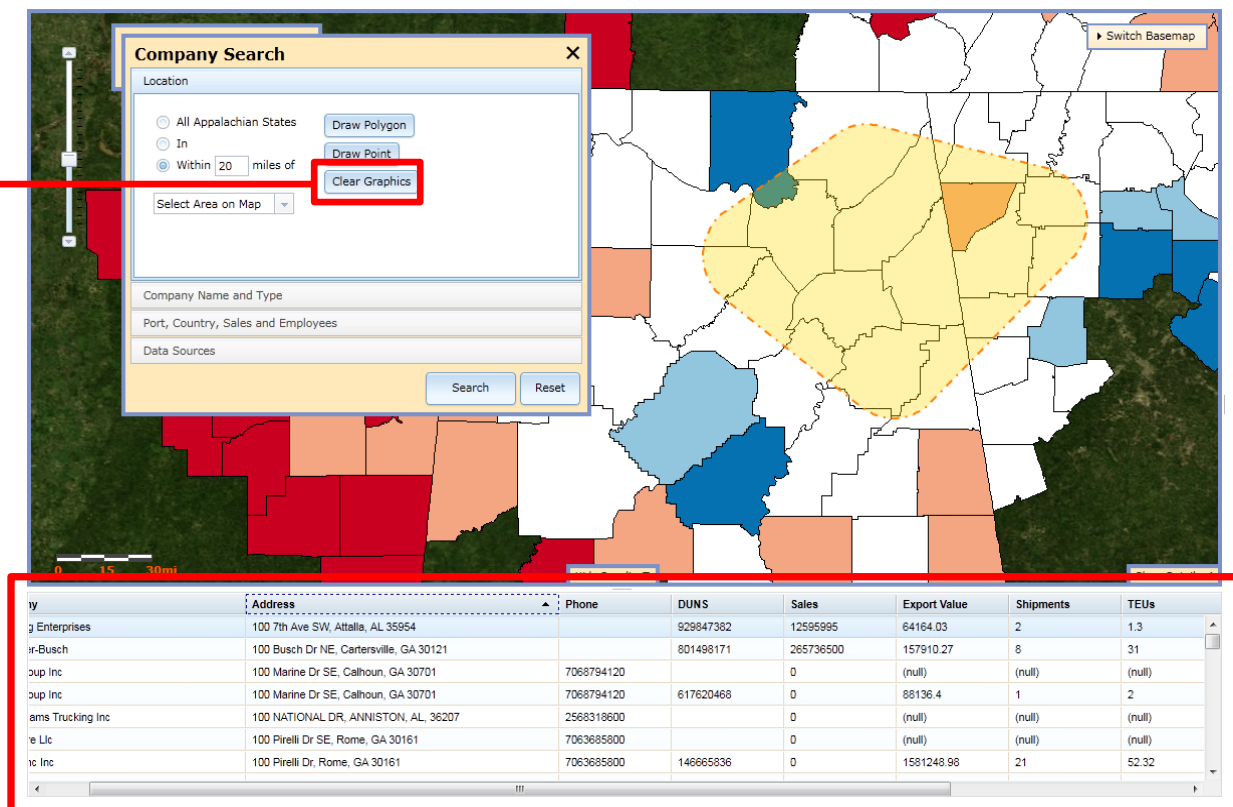 Switch Basemap
Company Search
Location
All Appalachian States
In
Within 20 miles of
Select Area on Map
Draw Polygon
Draw Point
Clear Graphics
Company Name and Type
Port, Country, Sales and Employees
Data Sources
Search Reset
0 15 30mi
Address Phone DUNS Sales Export Value Shipments TEUs
Enterprises 100 7th Ave SW, Attalla, AL 35954 929847382 12595995 64164.03 2 1.3
er-Busch 100 Busch Dr NE, Cartersville, GA 30121 801498171 265736500 157910.27 8 31
oup Inc 100 Marine Dr SE, Calhoun, GA 30701 7068794120 0 (null) (null) (null)
oup Inc 100 Marine Dr SE, Calhoun, GA 30701 7068794120 617620468 0 88136.4 1 2
ams Trucking Inc 100 NATIONAL DR, ANNISTON, AL, 36207 2568318600 0 (null) (null) (null)
e Llc 100 Pirelli Dr SE, Rome, GA 30161 7063685800 0 (null) (null) (null)
nc Inc 100 Pirelli Dr, Rome, GA 30161 7063685800 146665836 0 1581248.98 21 52.32